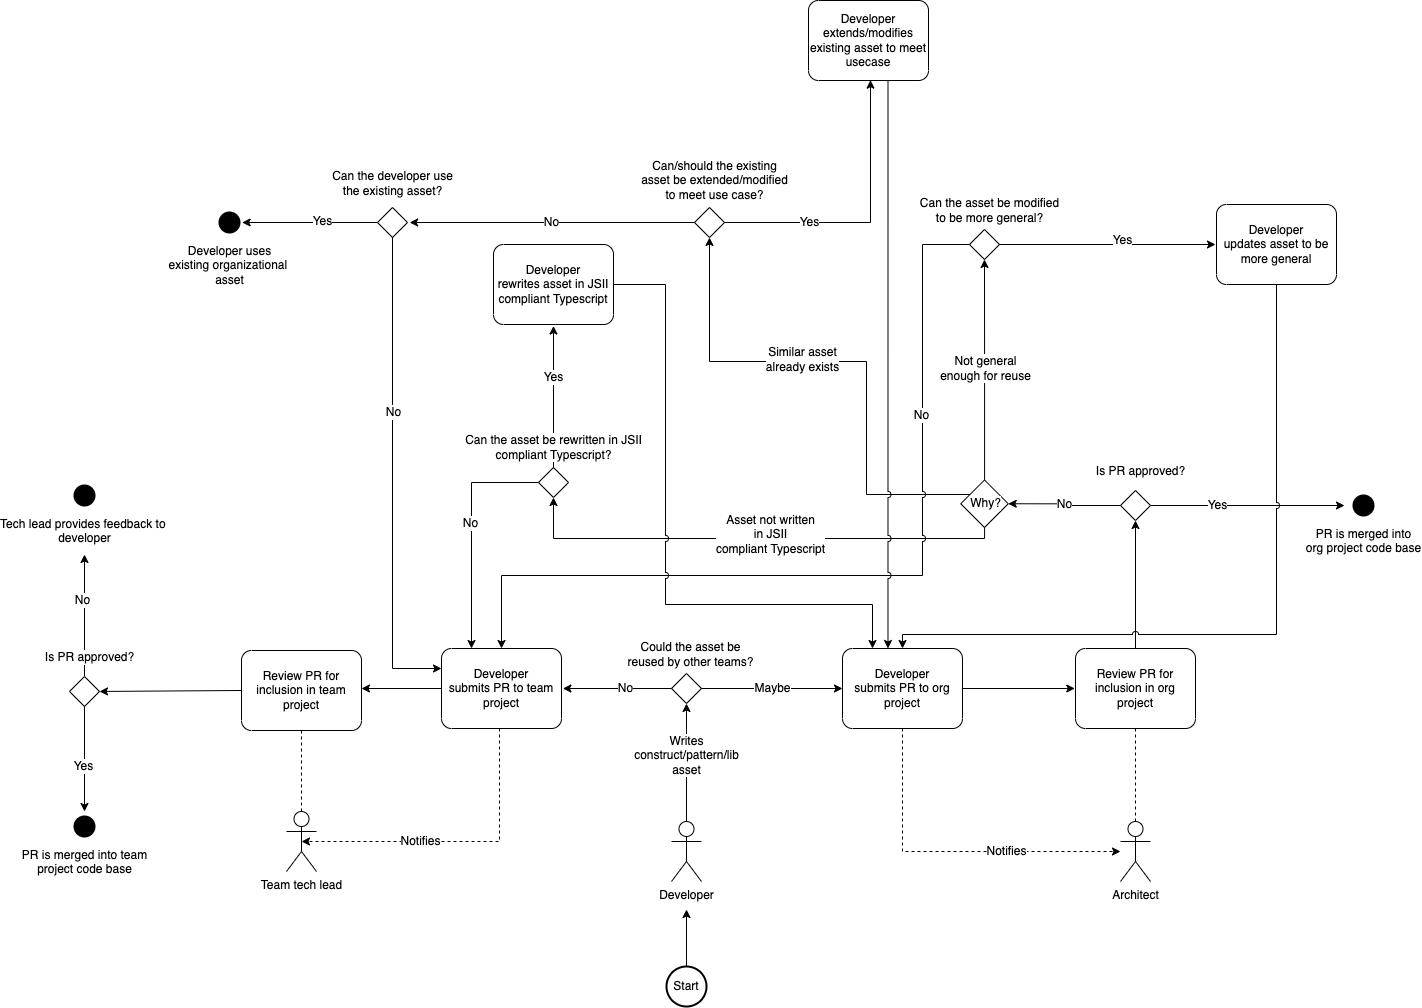 Developer
extends/modifies
existing asset to meet
usecase
Can/should the existing
asset be extended/modified
to meet use case?
Can the developer use
the existing asset?
Can the asset be modified
to be more general?
Yes
No
Yes
Yes
Developer
updates asset to be
more general
Developer uses
existing organizational
asset
Developer
rewrites asset in JSII
compliant Typescript
Similar asset
already exists
Not general
enough for reuse
Yes
No
No
Can the asset be rewritten in JSII
compliant Typescript?
Is PR approved?
Why?
No
Yes
Tech lead provides feedback to
developer
No
Asset not written
in JSII
compliant Typescript
PR is merged into
org project code base
No
Is PR approved?
Could the asset be
reused by other teams?
Review PR for
inclusion in team
project
Developer
submits PR to team
project
No
Maybe
Developer
submits PR to org
project
Review PR for
inclusion in org
project
Yes
Writes
construct/pattern/lib
asset
PR is merged into team
project code base
Notifies
Notifies
Team tech lead
Developer
Architect
Start